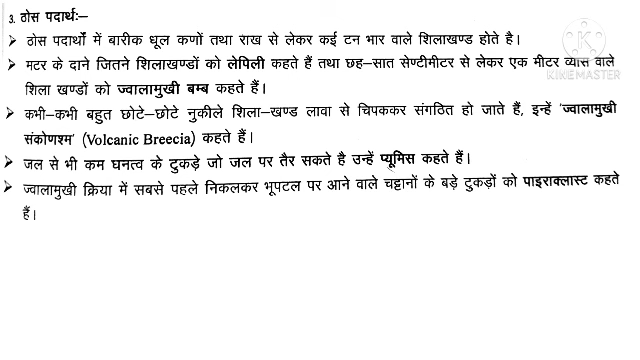 3. ठोस पदार्थः–
➤ ठोस पदार्थों में बारीक धूल कणों तथा राख से लेकर कई टन भार वाले शिलाखण्ड होते है।
➤ मटर के दाने जितने शिलाखण्डों को लेपिली कहते हैं तथा छह–सात सेण्टीमीटर से लेकर एक मीटर व्यास वाले
शिला खण्डों को ज्वालामुखी बम्ब कहते हैं।
➤ कभी–कभी बहुत छोटे–छोटे नुकीले शिला–खण्ड लावा से चिपककर संगठित हो जाते हैं, इन्हें 'ज्वालामुखी
संकोणश्म' (Volcanic Breecia) कहते हैं।
➤ जल से भी कम घनत्व के टुकड़े जो जल पर तैर सकते है उन्हें प्यूमिस कहते हैं।
➤ ज्वालामुखी क्रिया में सबसे पहले निकलकर भूपटल पर आने वाले चट्टानों के बड़े टुकड़ों को पाइराक्लास्ट कहते
हैं।
KINEMASTER